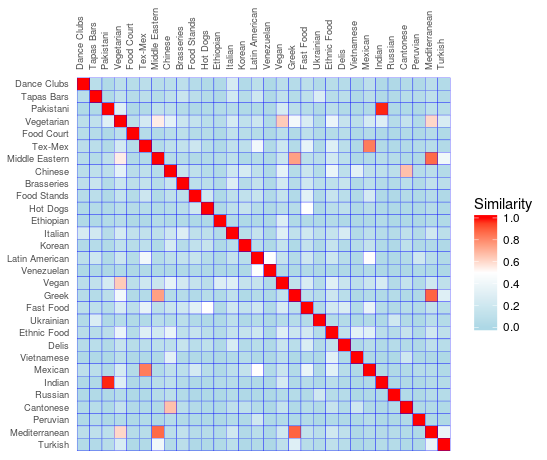 Dance Clubs
Tapas Bars
Pakistani
Vegetarian
Food Court
Tex-Mex
Middle Eastern
Chinese
Brasseries
Food Stands
Hot Dogs
Ethiopian
Italian
Korean
Latin American
Venezuelan
Vegan
Greek
Fast Food
Ukrainian
Ethnic Food
Delis
Vietnamese
Mexican
Indian
Russian
Cantonese
Peruvian
Mediterranean
Turkish
Dance Clubs
Tapas Bars
Pakistani
Vegetarian
Food Court
Tex-Mex
Middle Eastern
Chinese
Brasseries
Food Stands
Hot Dogs
Ethiopian
Italian
Korean
Latin American
Venezuelan
Vegan
Greek
Fast Food
Ukrainian
Ethnic Food
Delis
Vietnamese
Mexican
Indian
Russian
Cantonese
Peruvian
Mediterranean
Turkish
Similarity
1.0
0.8
0.6
0.4
0.2
0.0